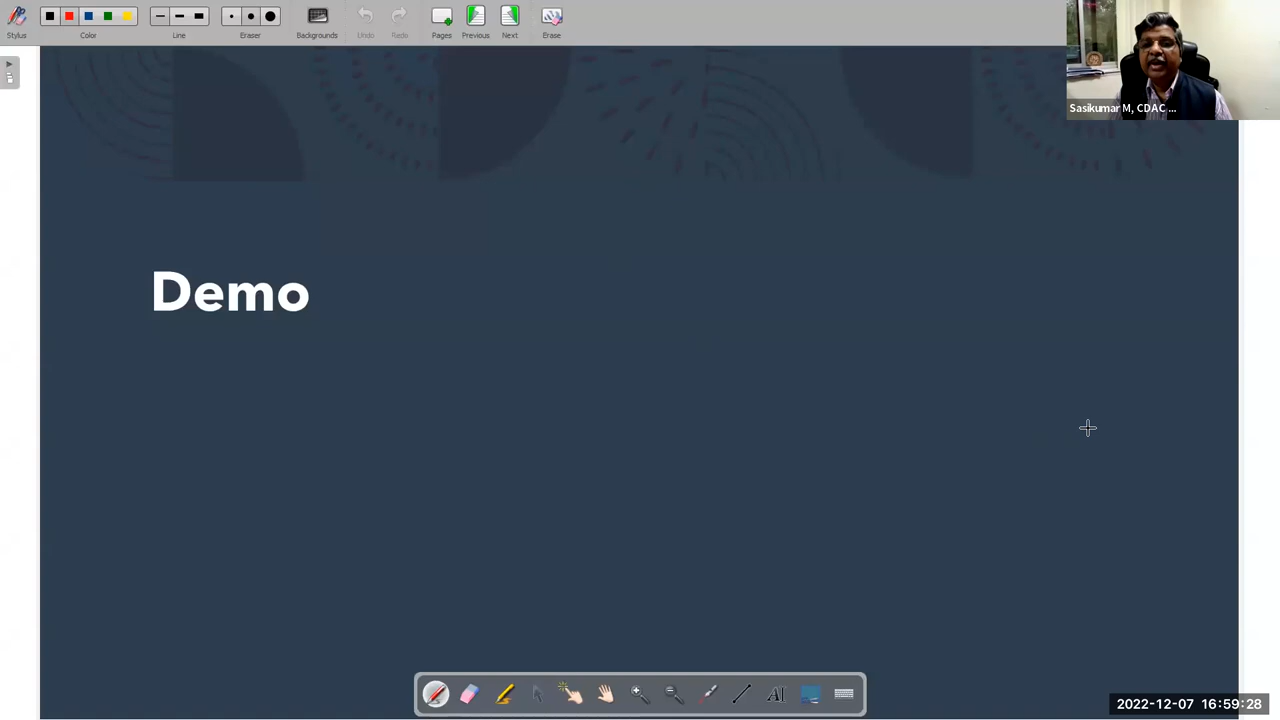 Stylus
Color
Line
Eraser
Backgrounds
Undo
Redo
Pages
Previous
Next
Erase
Sasikumar M, CDAC ...
Demo
AI
2022-12-07 16:59:28